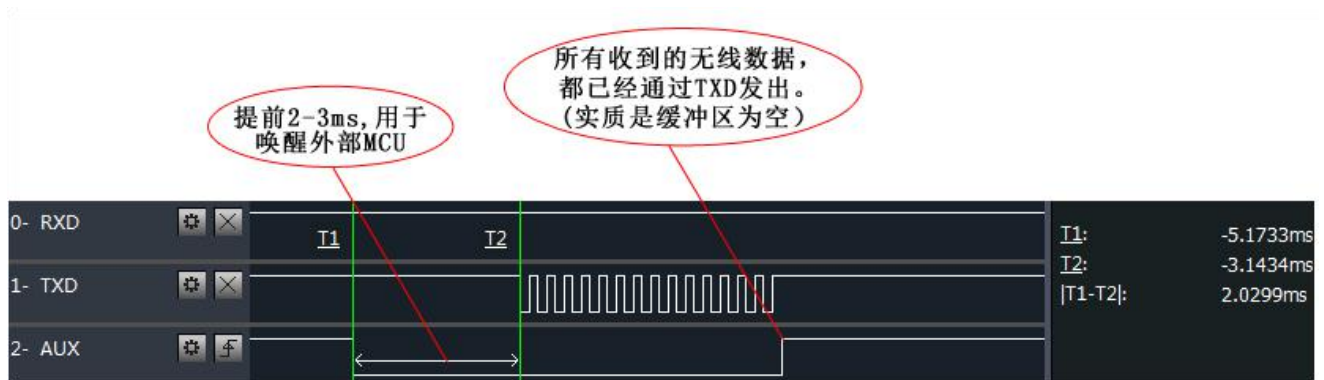 所有收到的无线数据，
都已经通过TXD发出。
(实质是缓冲区为空)
提前2-3ms,用于
唤醒外部MCU
0- RXD
T1
T2
T1: -5.1733ms
T2: -3.1434ms
1- TXD
|T1-T2|: 2.0299ms
2- AUX